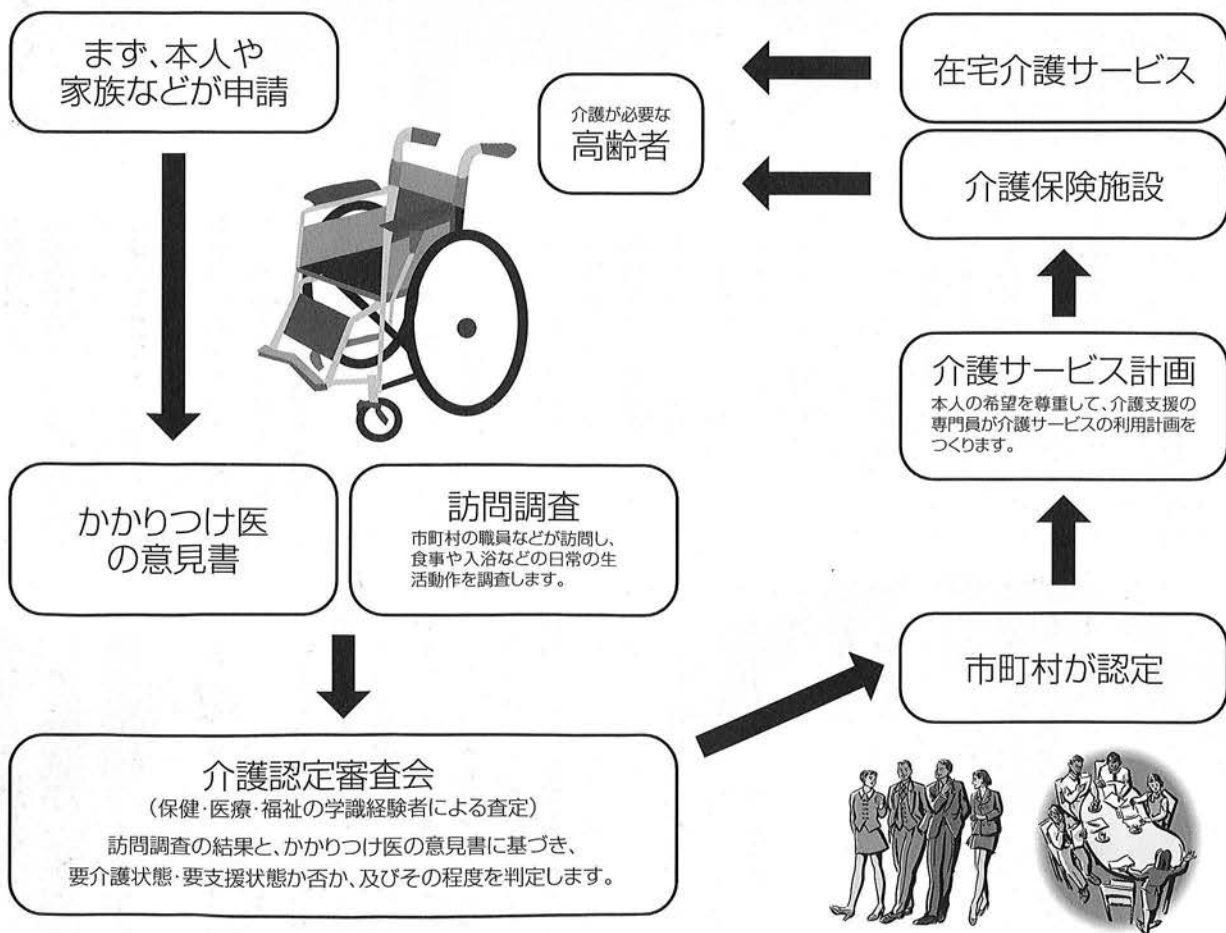 まず、本人や
家族などが申請
かかりつけ医
の意見書
訪問調査
市町村の職員などが訪問し、
食事や入浴などの日常の生
活動作を調査します。
介護認定審査会
(保健・医療・福祉の学識経験者による査定)
訪問調査の結果と、かかりつけ医の意見書に基づき、
要介護状態・要支援状態か否か、及びその程度を判定します。
市町村が認定
介護サービス計画
本人の希望を尊重して、介護支援の
専門員が介護サービスの利用計画を
つくります。
在宅介護サービス
介護保険施設
介護が必要な
高齢者